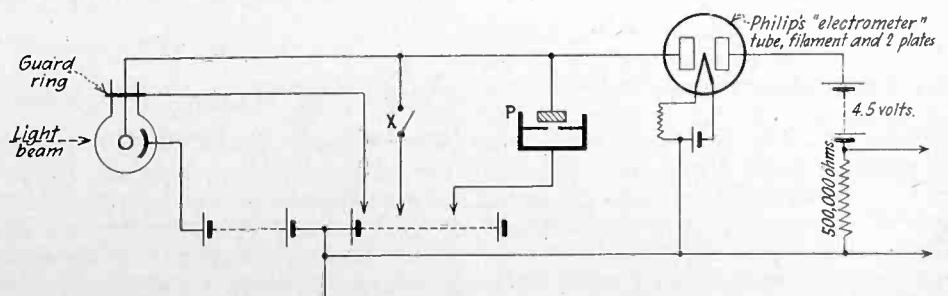 Guard
ring
Light
beam
X
P
Philip's "electrometer"
tube, filament and 2 plates
4.5 volts.
500,000 ohms.